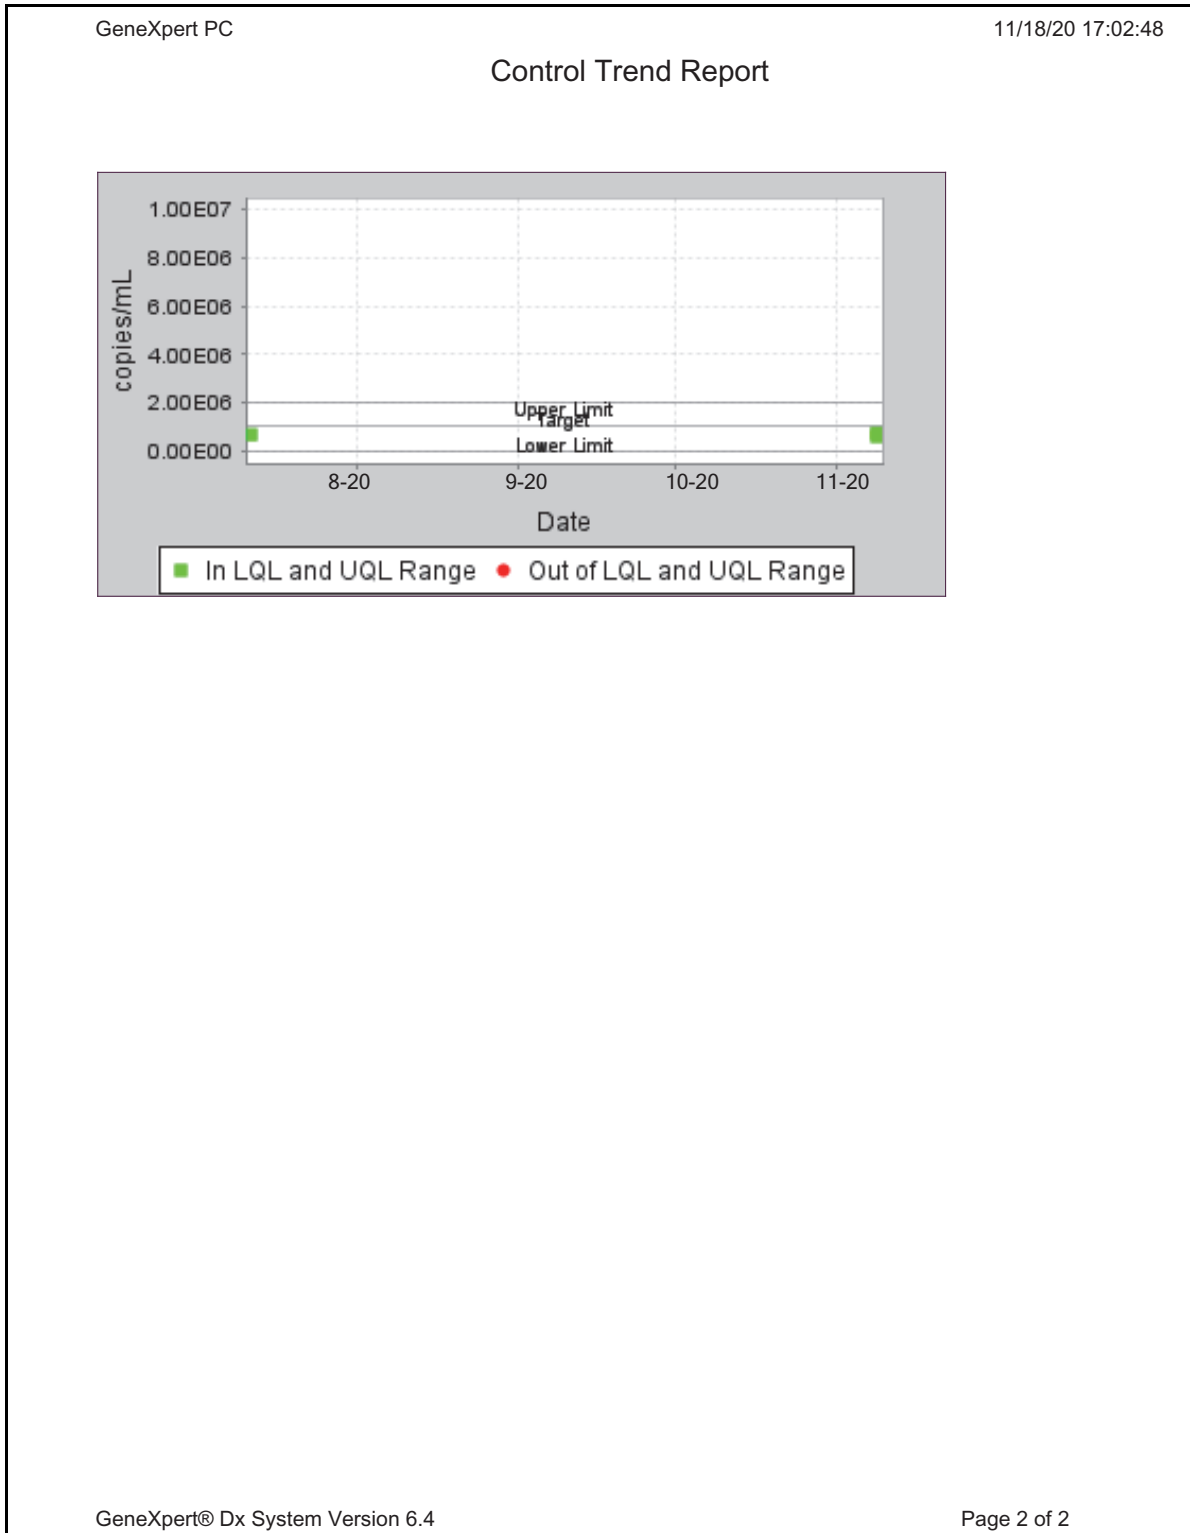 GeneXpert PC 11/18/20 17:02:48
Control Trend Report
1.00E07
8.00E06
6.00E06
4.00E06
2.00E06
0.00E00
copies/mL
Upper Limit
Target
Lower Limit
8-20 9-20 10-20 11-20
Date
In LQL and UQL Range Out of LQL and UQL Range
GeneXpert® Dx System Version 6.4 Page 2 of 2